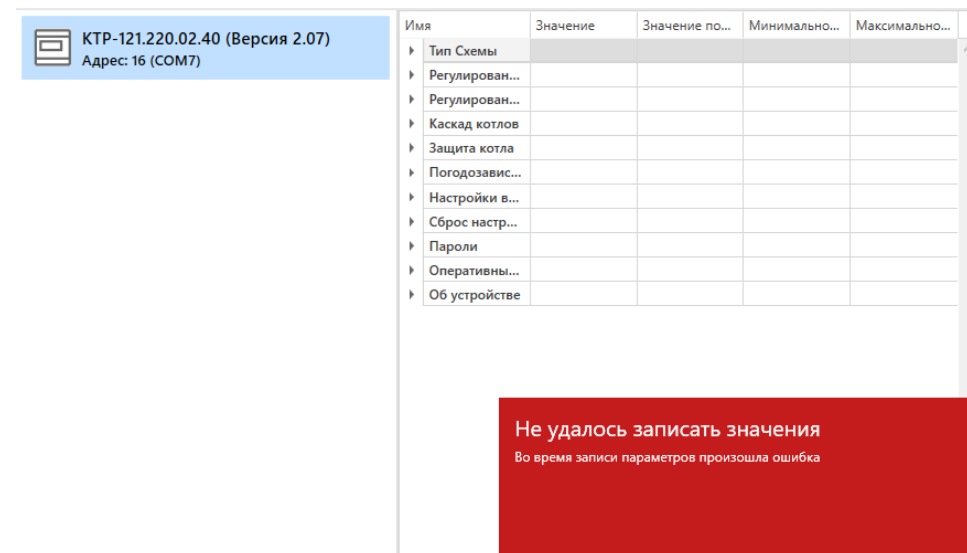 КТР-121.220.02.40 (Версия 2.07)
Адрес: 16 (COM7)
Имя Значение Значение по... Минимально... Максимально...
Тип Схемы
Регулирован...
Регулирован...
Каскад котлов
Защита котла
Погодозавис...
Настройки в...
Сброс настр...
Пароли
Оперативны...
Об устройстве
Не удалось записать значения
Во время записи параметров произошла ошибка